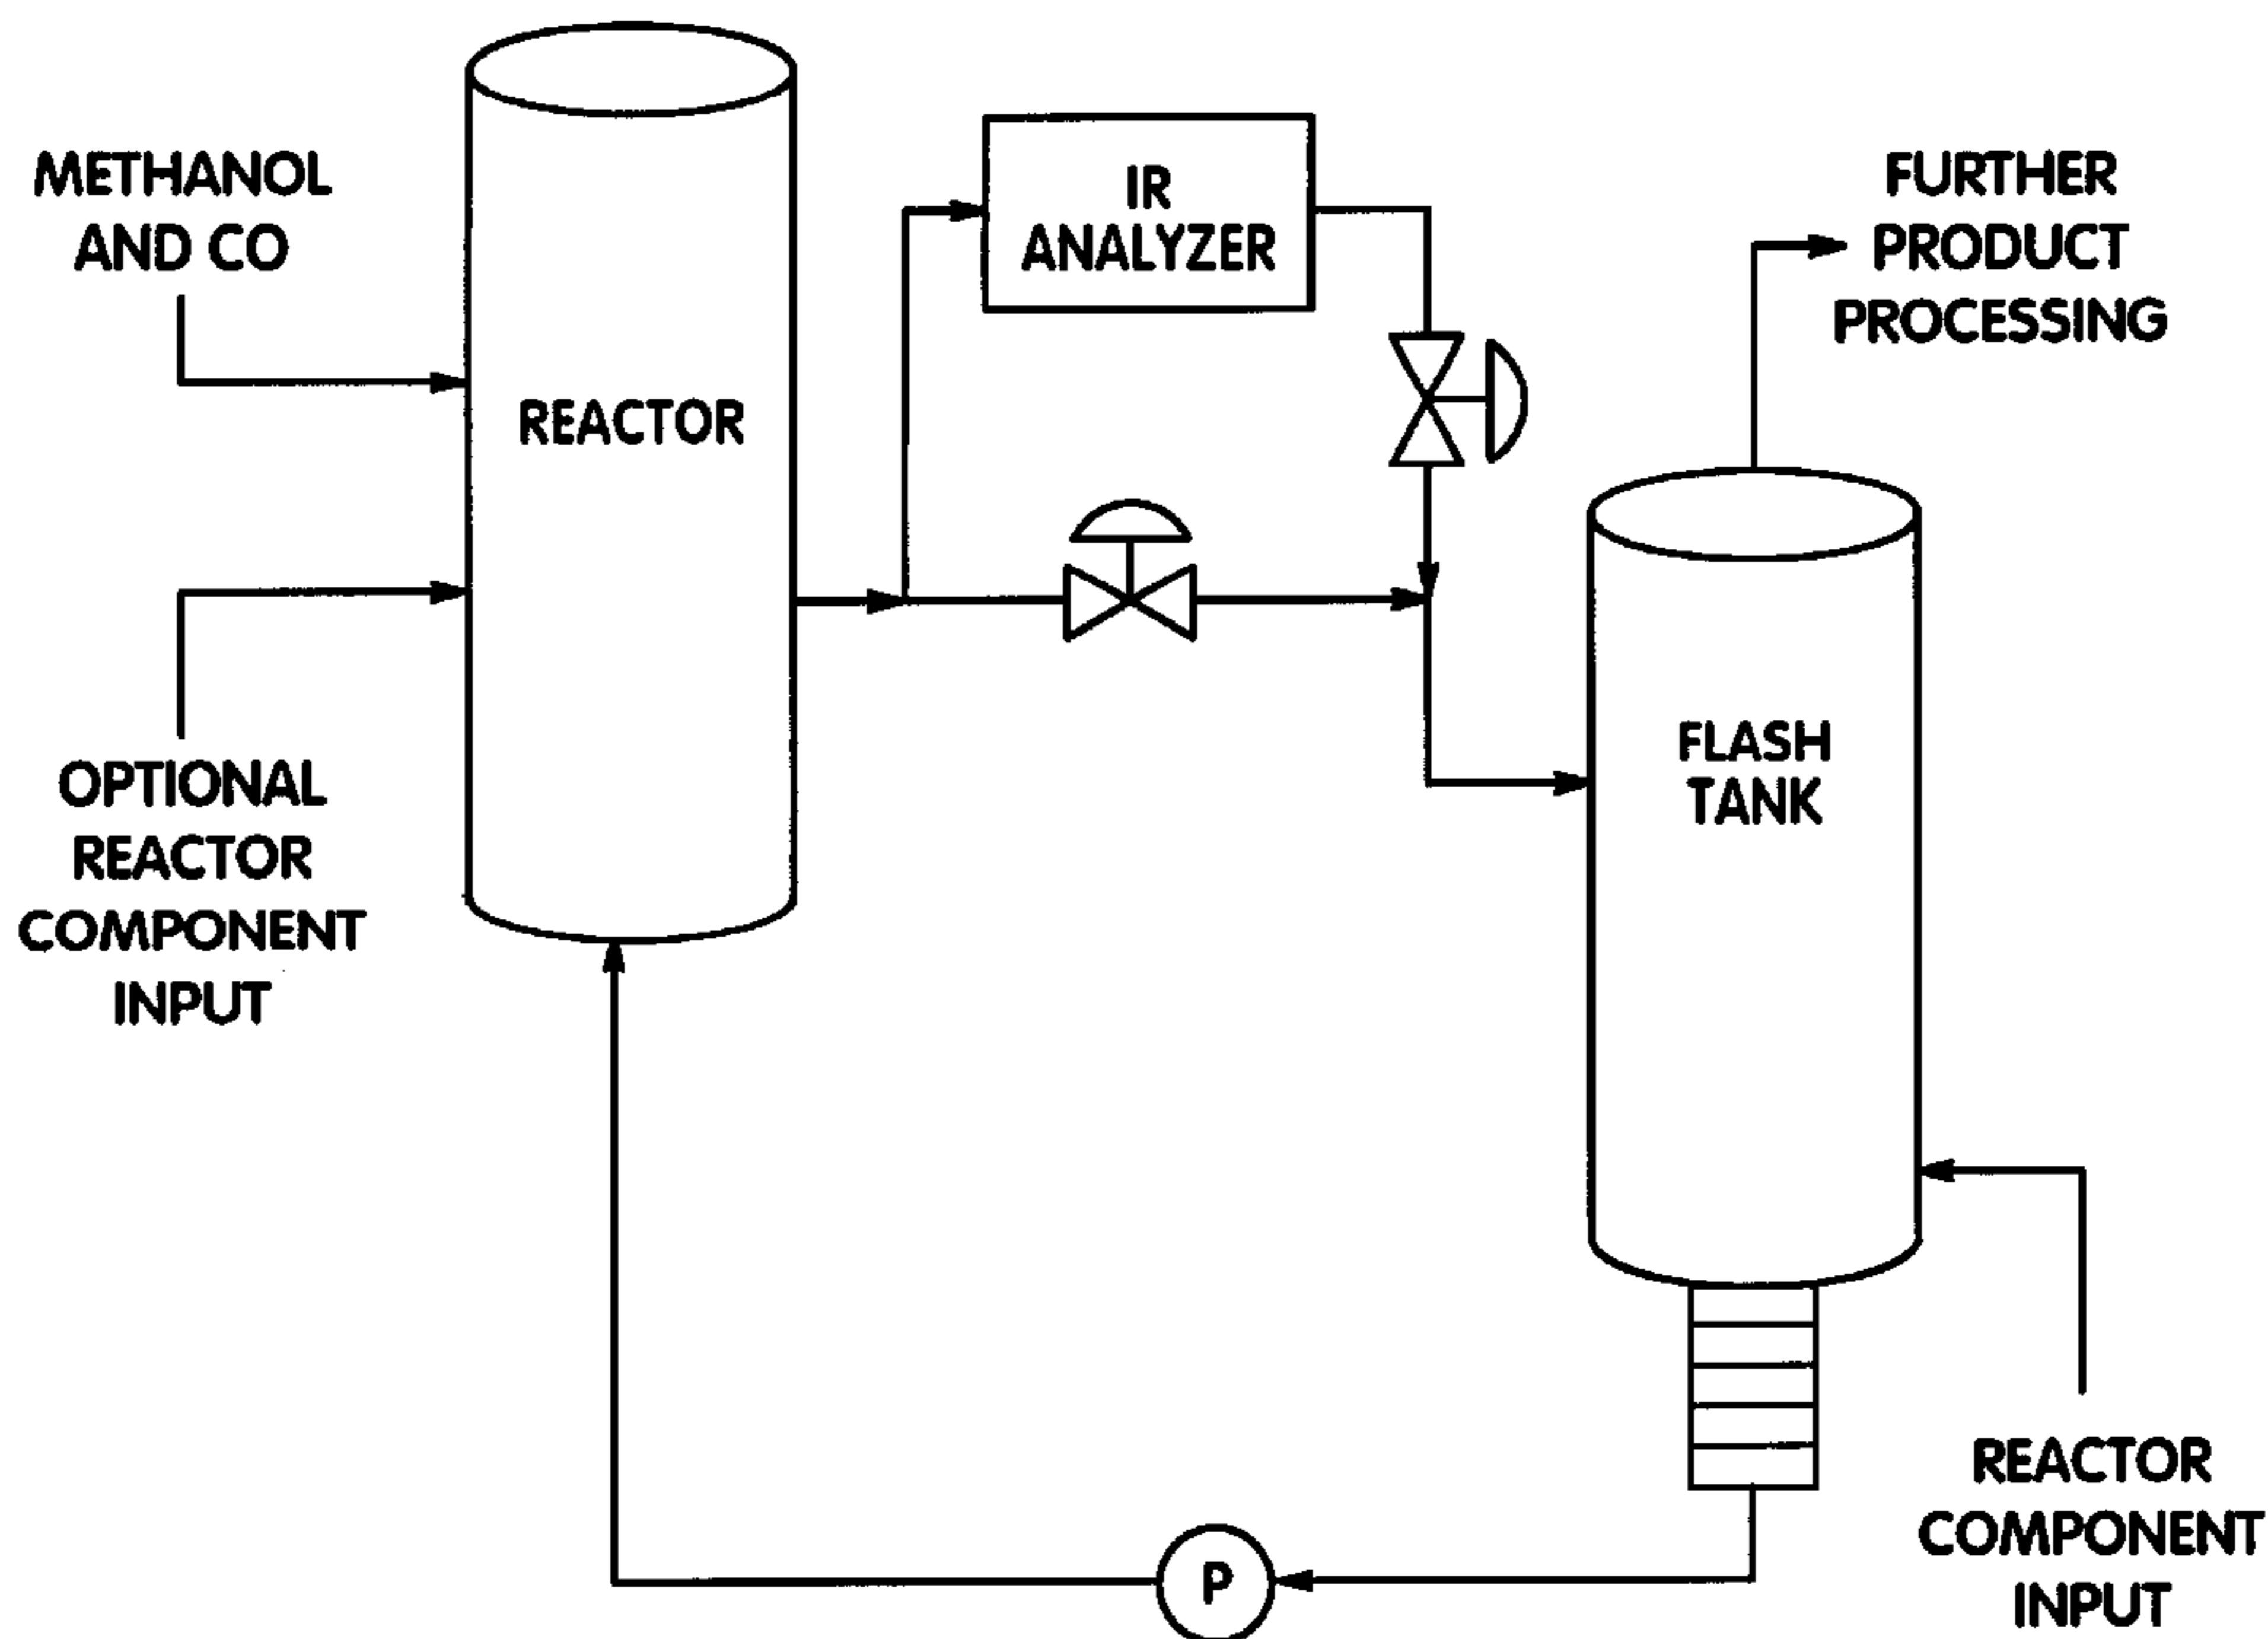 METHANOL
AND CO
REACTOR
OPTIONAL
REACTOR
COMPONENT
INPUT
IR
ANALYZER
FURTHER
PRODUCT
PROCESSING
FLASH
TANK
REACTOR
COMPONENT
INPUT
P